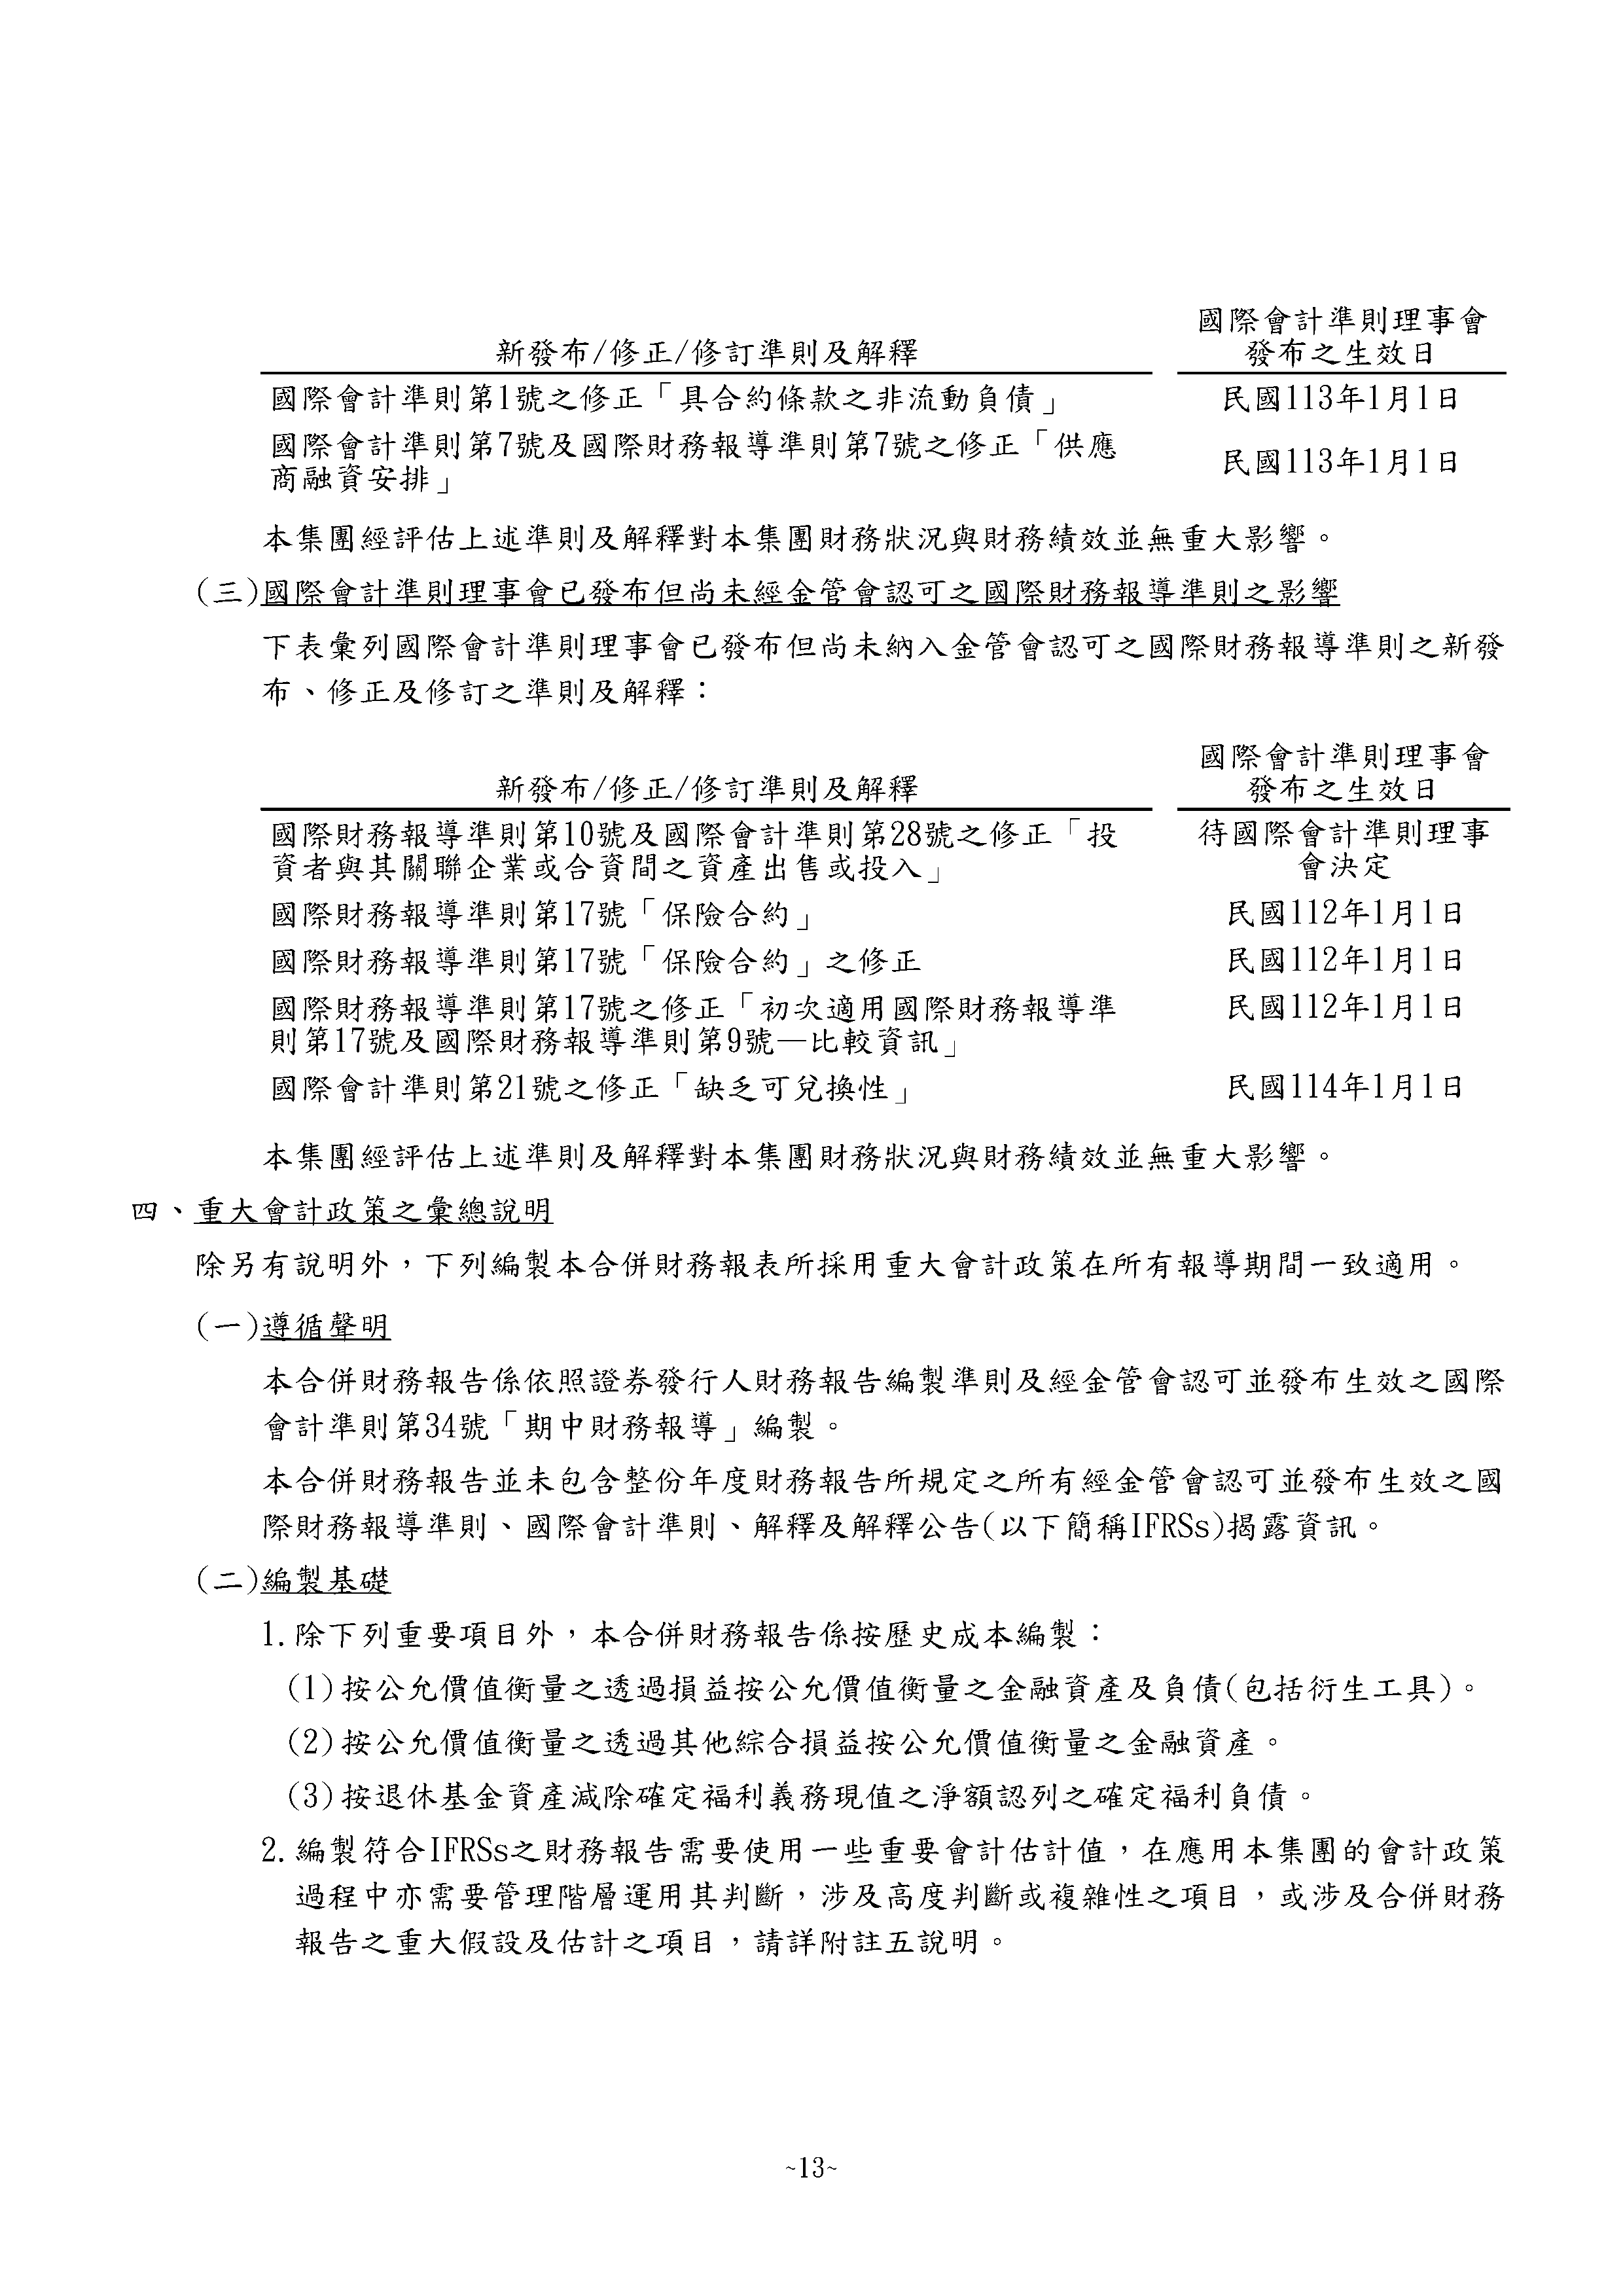 國際會計準則理事會
新發布/修正/修訂準則及解釋 發布之生效日
國際會計準則第1號之修正「具合約條款之非流動負債」 民國113年1月1日
國際會計準則第7號及國際財務報導準則第7號之修正「供應
商融資安排」 民國113年1月1日
本集團經評估上述準則及解釋對本集團財務狀況與財務績效並無重大影響。
(三)國際會計準則理事會已發布但尚未經金管會認可之國際財務報導準則之影響
下表彙列國際會計準則理事會已發布但尚未納入金管會認可之國際財務報導準則之新發
布、修正及修訂之準則及解釋：
國際會計準則理事會
新發布/修正/修訂準則及解釋 發布之生效日
國際財務報導準則第10號及國際會計準則第28號之修正「投 待國際會計準則理事
資者與其關聯企業或合資間之資產出售或投入」 會決定
國際財務報導準則第17號「保險合約」 民國112年1月1日
國際財務報導準則第17號「保險合約」之修正 民國112年1月1日
國際財務報導準則第17號之修正「初次適用國際財務報導準 民國112年1月1日
則第17號及國際財務報導準則第9號—比較資訊」
國際會計準則第21號之修正「缺乏可兌換性」 民國114年1月1日
本集團經評估上述準則及解釋對本集團財務狀況與財務績效並無重大影響。
四、重大會計政策之彙總說明
除另有說明外，下列編製本合併財務報表所採用重大會計政策在所有報導期間一致適用。
(一)遵循聲明
本合併財務報告係依照證券發行人財務報告編製準則及經金管會認可並發布生效之國際
會計準則第34號「期中財務報導」編製。
本合併財務報告並未包含整份年度財務報告所規定之所有經金管會認可並發布生效之國
際財務報導準則、國際會計準則、解釋及解釋公告(以下簡稱IFRSs)揭露資訊。
(二)編製基礎
1.除下列重要項目外，本合併財務報告係按歷史成本編製：
(1)按公允價值衡量之透過損益按公允價值衡量之金融資產及負債(包括衍生工具)。
(2)按公允價值衡量之透過其他綜合損益按公允價值衡量之金融資產。
(3)按退休基金資產減除確定福利義務現值之淨額認列之確定福利負債。
2.編製符合IFRSs之財務報告需要使用一些重要會計估計值，在應用本集團的會計政策
過程中亦需要管理階層運用其判斷，涉及高度判斷或複雜性之項目，或涉及合併財務
報告之重大假設及估計之項目，請詳附註五說明。
~13~